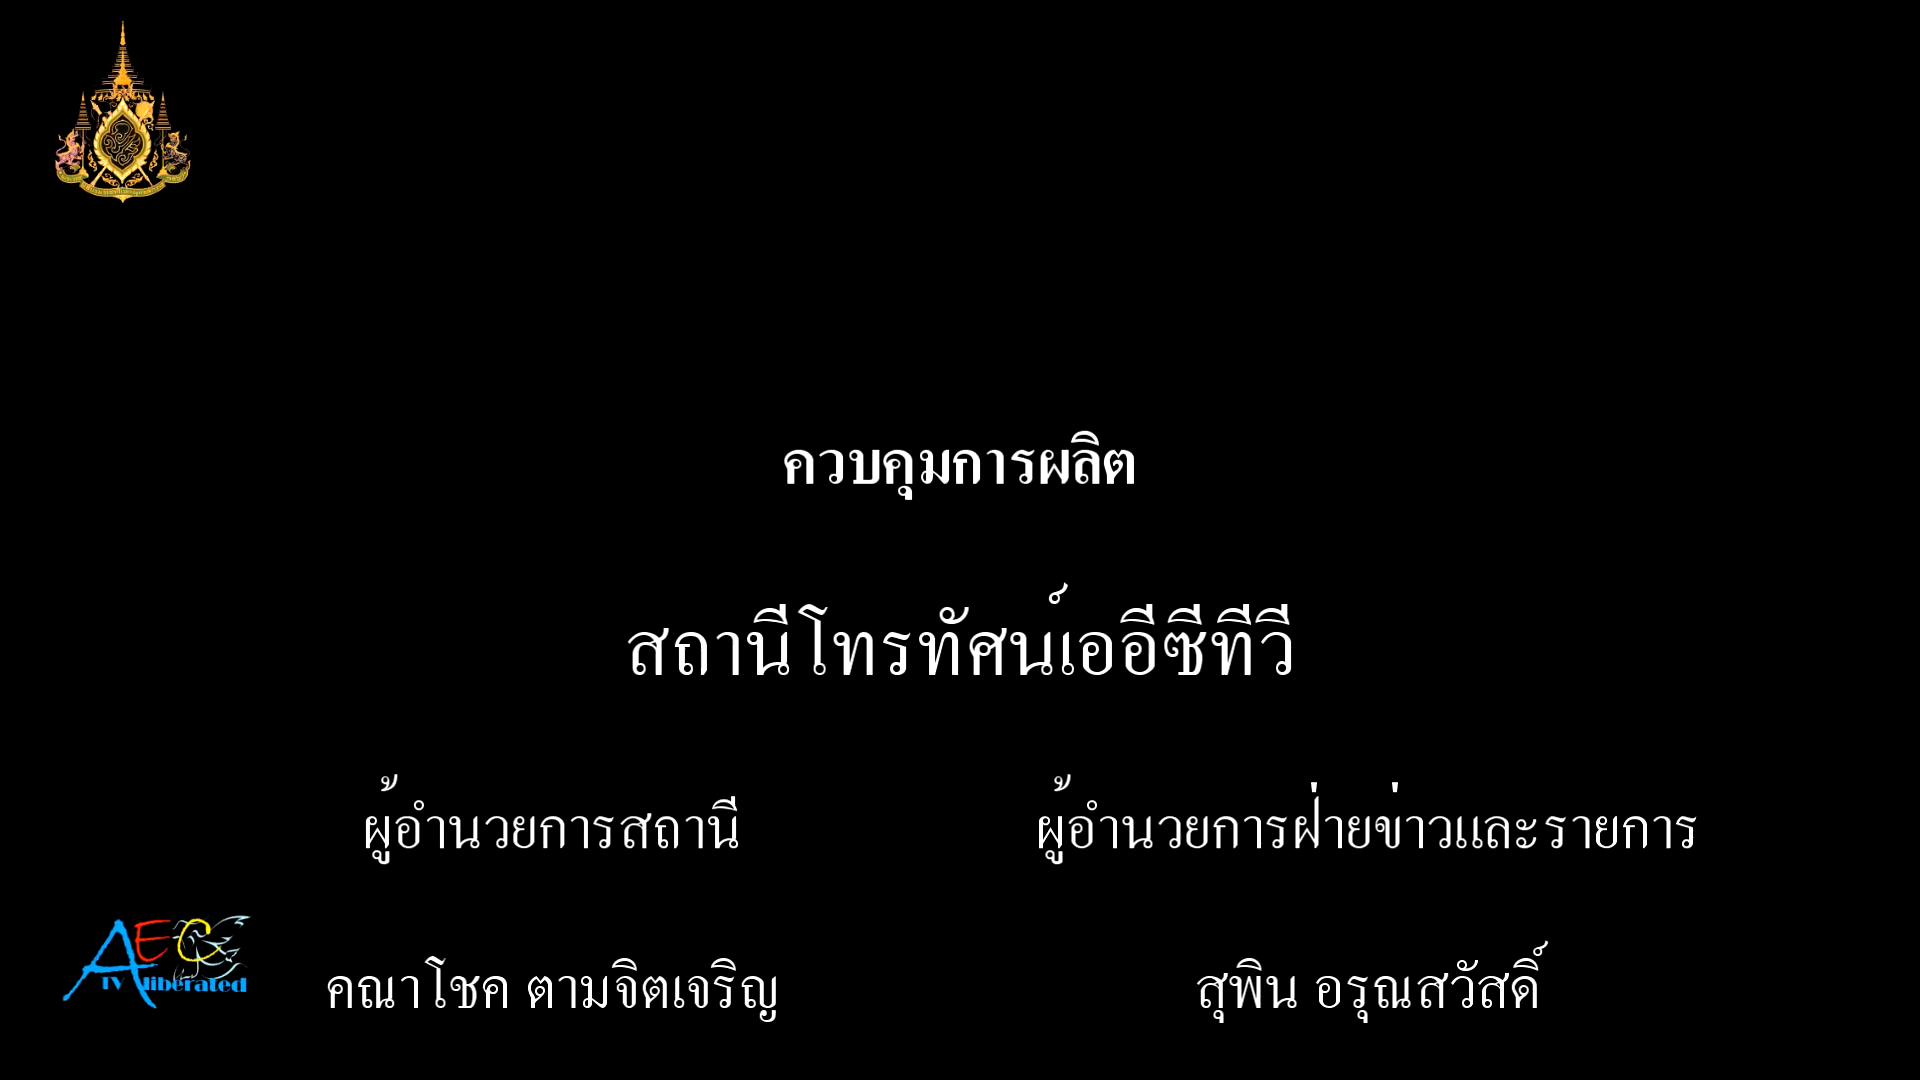 ควบคุมการผลิต
สถานีโทรทัศน์เออีซีทีวี
ผู้อำนวยการสถานี
ผู้อำนวยการฝ่ายข่าวและรายการ
คณาโชค ตามจิตเจริญ
สุพิน อรุณสวัสดิ์
AEC
TV liberated